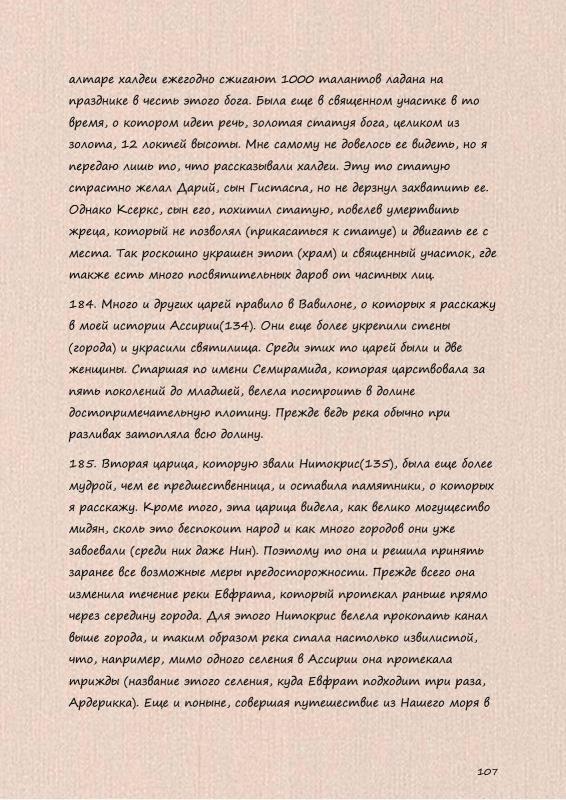 алтаре халдеи ежегодно сжигают 1000 талантов ладана на
празднике в честь этого бога. Была еще в священном участке в то
время, о котором идет речь, золотая статуя бога, целиком из
золота, 12 локтей высоты. Мне самому не довелось ее видеть, но я
передаю лишь то, что рассказывали халдеи. Эту то статую
страстно желал Дарий, сын Гистаспа, но не дерзнул захватить ее.
Однако Ксеркс, сын его, похитил статую, повелев умертвить
жреца, который не позволял (прикасаться к статуе) и двигать ее с
места. Так роскошно украшен этот (храм) и священный участок, где
также есть много посвятительных даров от частных лиц.
184. Много и других царей правило в Вавилоне, о которых я расскажу
в моей истории Ассирии(134). Они еще более укрепили стены
(города) и украсили святилища. Среди этих то царей были и две
женщины. Старшая по имени Семирамида, которая царствовала за
пять поколений до младшей, велела построить в долине
достопримечательную плотину. Прежде ведь река обычно при
разливах затопляла всю долину.
185. Вторая царица, которую звали Нитокрис(135), была еще более
мудрой, чем ее предшественница, и оставила памятники, о которых
я расскажу. Кроме того, эта царица видела, как велико могущество
мидян, сколь это беспокоит народ и как много городов они уже
завоевали (среди них даже Нин). Поэтому то она и решила принять
заранее все возможные меры предосторожности. Прежде всего она
изменила течение реки Евфрата, который протекал раньше прямо
через середину города. Для этого Нитокрис велела прокопать канал
выше города, и таким образом река стала настолько извилистой,
что, например, мимо одного селения в Ассирии она протекала
трижды (название этого селения, куда Евфрат подходит три раза,
Ардерикка). Еще и поныне, совершая путешествие из Нашего моря в
107